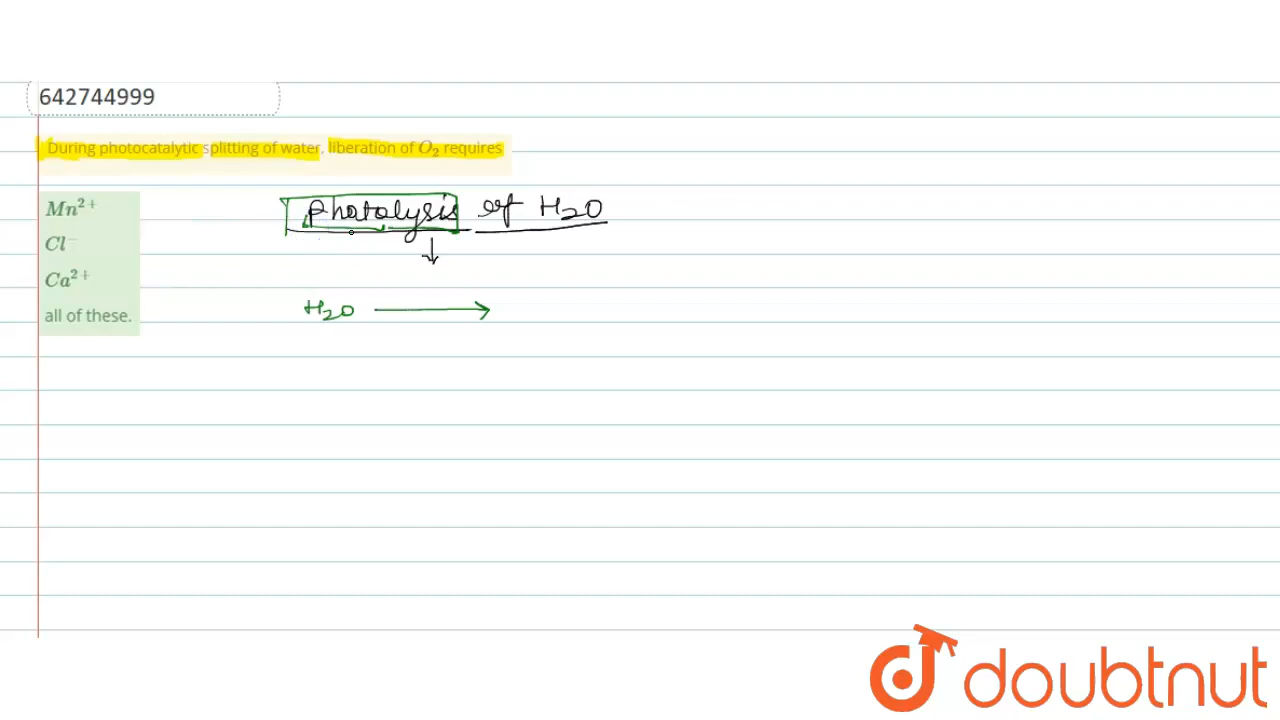 642744999
During photocatalytic splitting of water, liberation of O₂ requires
Mn²⁺
Cl⁻
Ca²⁺
all of these.
photolysis of H₂O
↓
H₂O ⟶
doubtnut